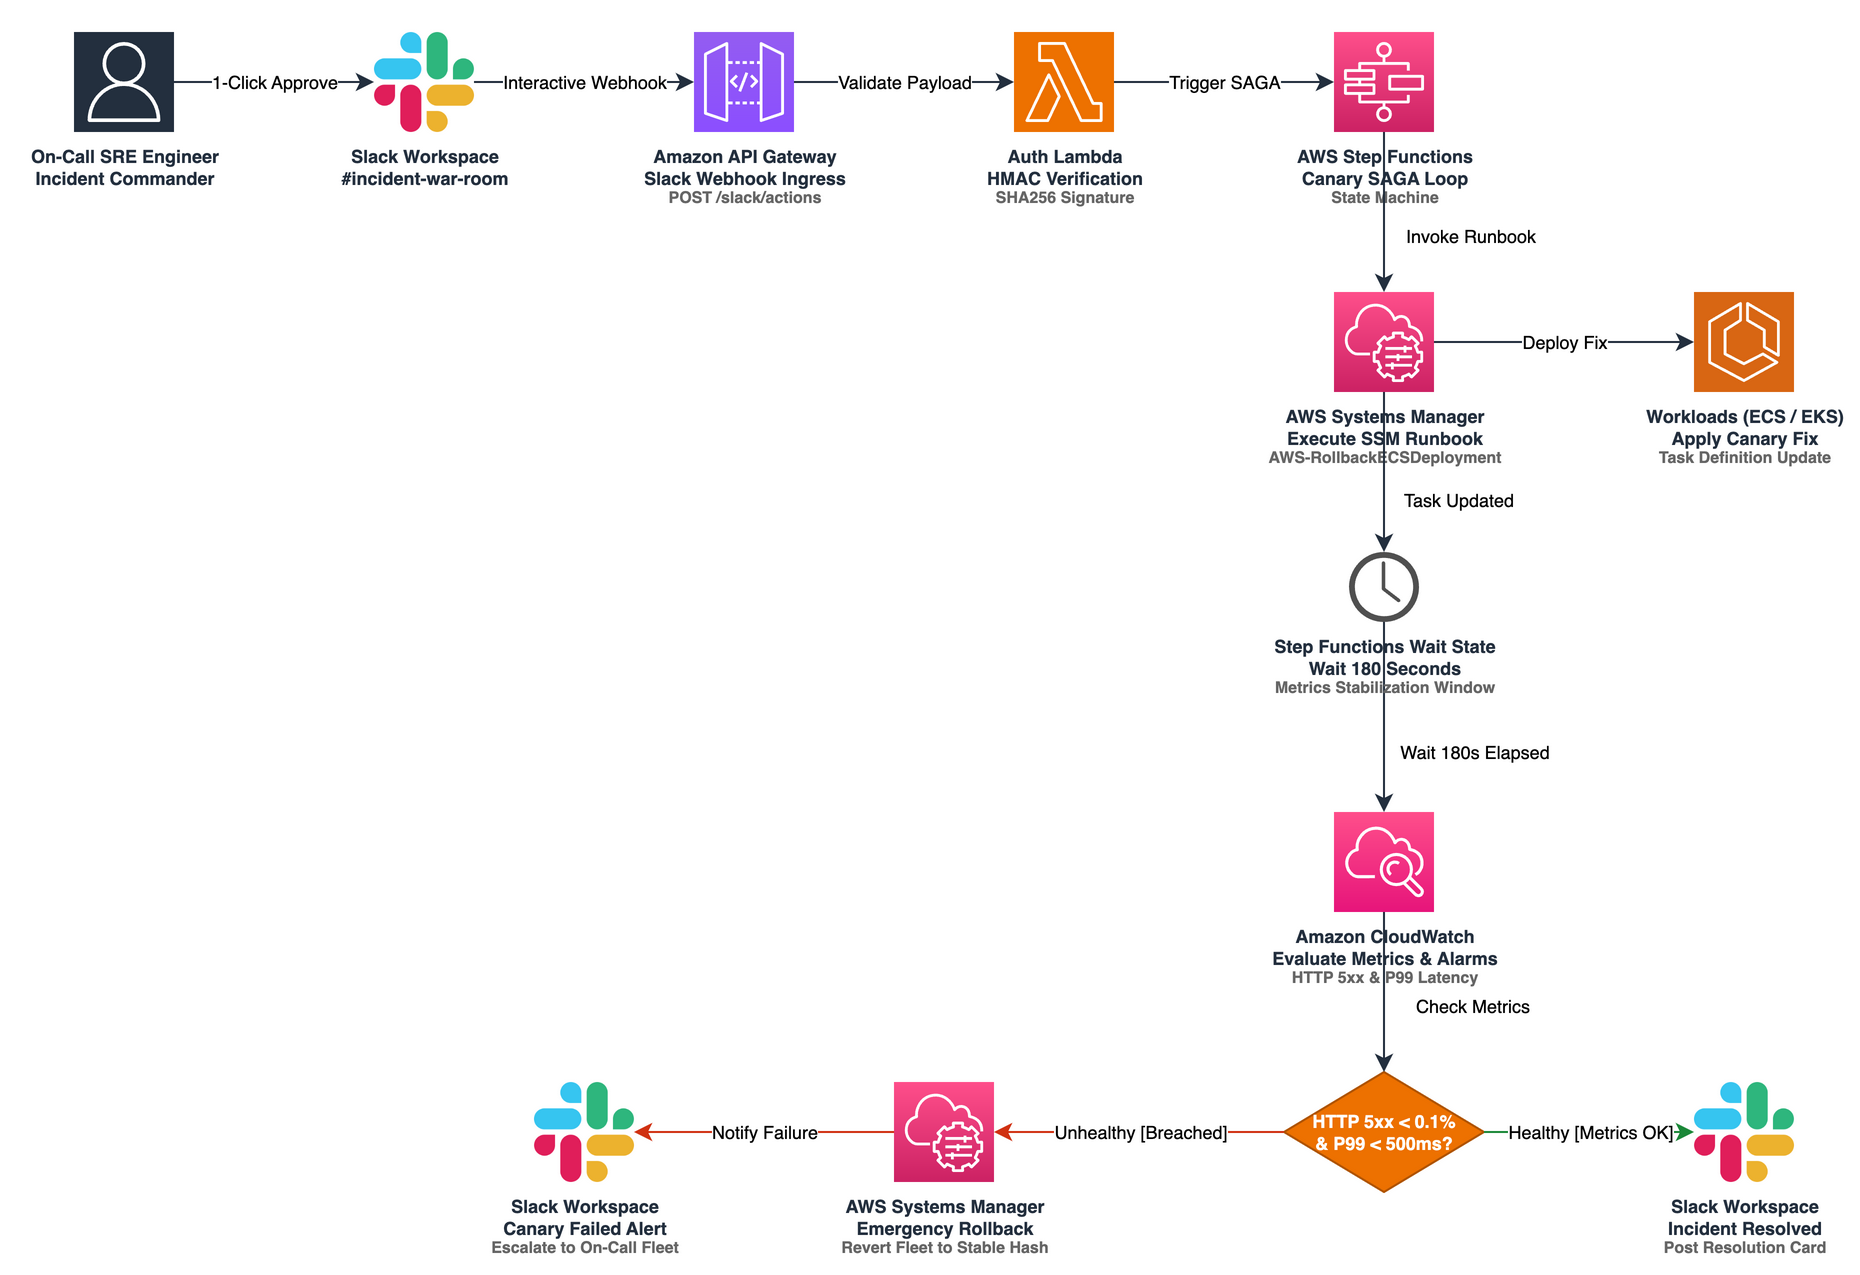 1-Click Approve
Interactive Webhook
Validate Payload
Trigger SAGA
On-Call SRE Engineer
Incident Commander
Slack Workspace
#incident-war-room
Amazon API Gateway
Slack Webhook Ingress
POST /slack/actions
Auth Lambda
HMAC Verification
SHA256 Signature
AWS Step Functions
Canary SAGA Loop
State Machine
Invoke Runbook
Deploy Fix
AWS Systems Manager
Execute SSM Runbook
AWS-RollbackECSDeployment
Workloads (ECS / EKS)
Apply Canary Fix
Task Definition Update
Task Updated
Step Functions Wait State
Wait 180 Seconds
Metrics Stabilization Window
Wait 180s Elapsed
Amazon CloudWatch
Evaluate Metrics & Alarms
HTTP 5xx & P99 Latency
Check Metrics
Notify Failure
Unhealthy [Breached]
HTTP 5xx < 0.1%
& P99 < 500ms?
Healthy [Metrics OK]
Slack Workspace
Canary Failed Alert
Escalate to On-Call Fleet
AWS Systems Manager
Emergency Rollback
Revert Fleet to Stable Hash
Slack Workspace
Incident Resolved
Post Resolution Card